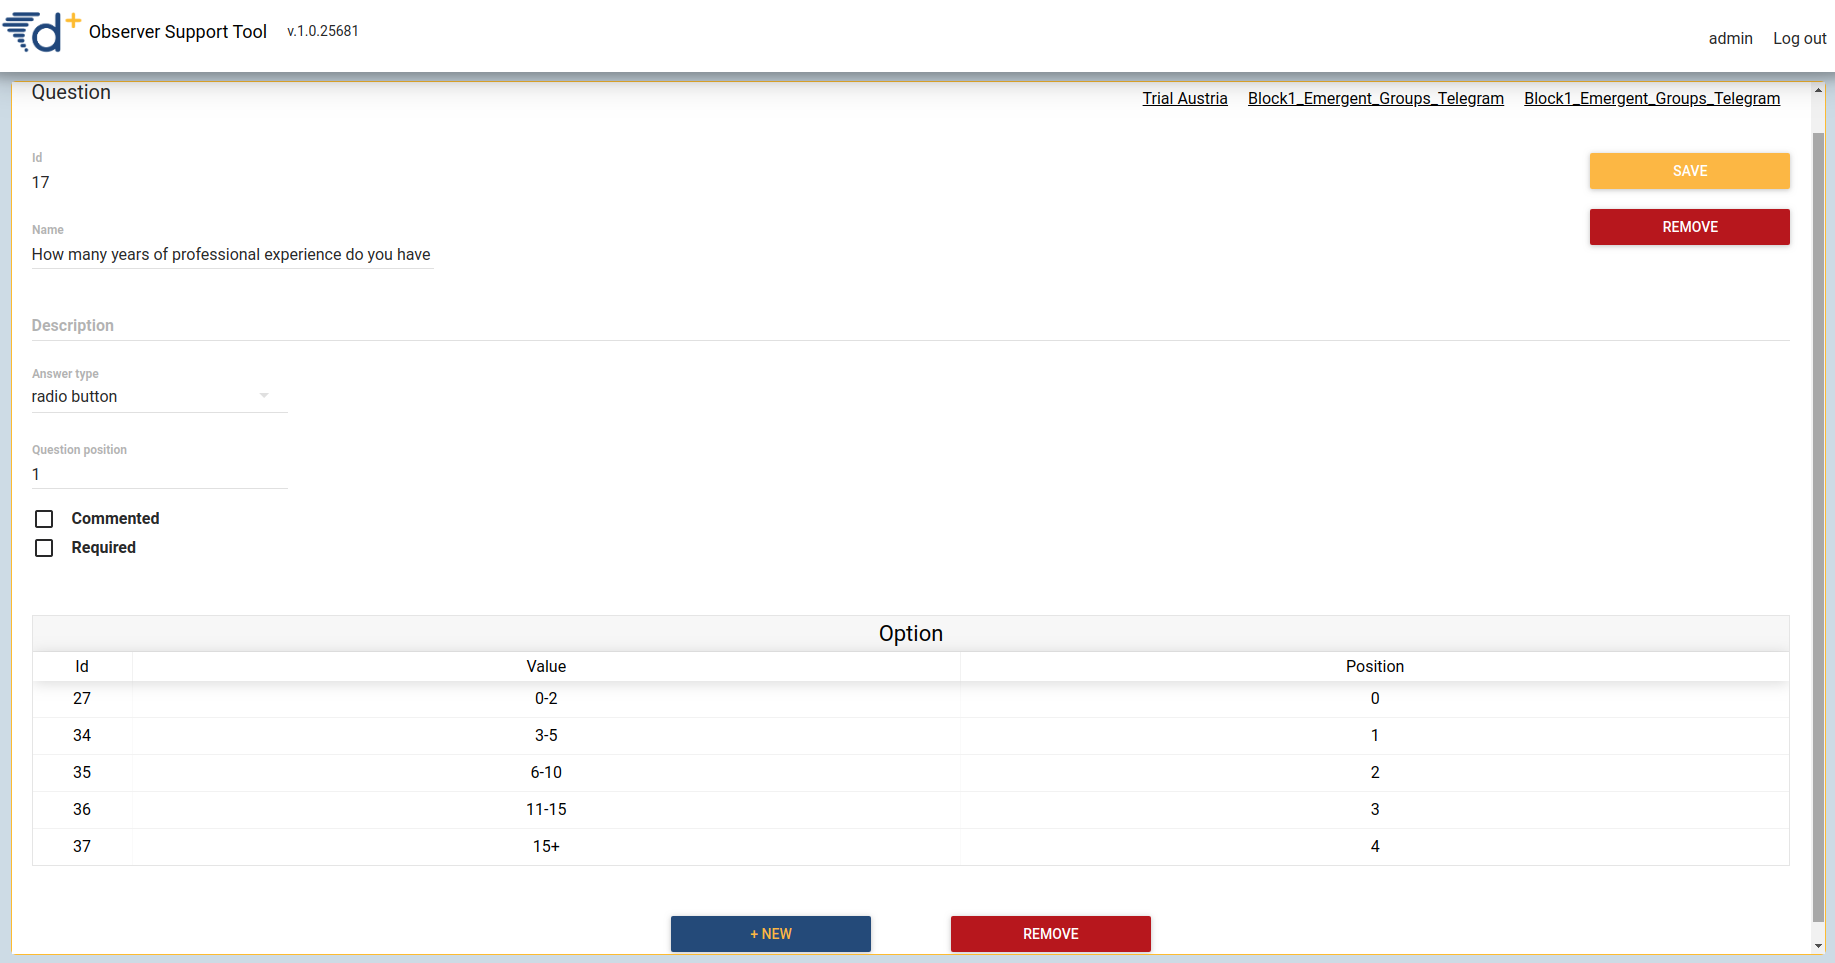 d+ Observer Support Tool v.1.0.25681
admin Log out
Question
Trial Austria Block1_Emergent_Groups_Telegram Block1_Emergent_Groups_Telegram
Id
17
SAVE
REMOVE
Name
How many years of professional experience do you have
Description
Answer type
radio button
Question position
1
Commented
Required
Option
Id Value Position
27 0-2 0
34 3-5 1
35 6-10 2
36 11-15 3
37 15+ 4
+ NEW REMOVE